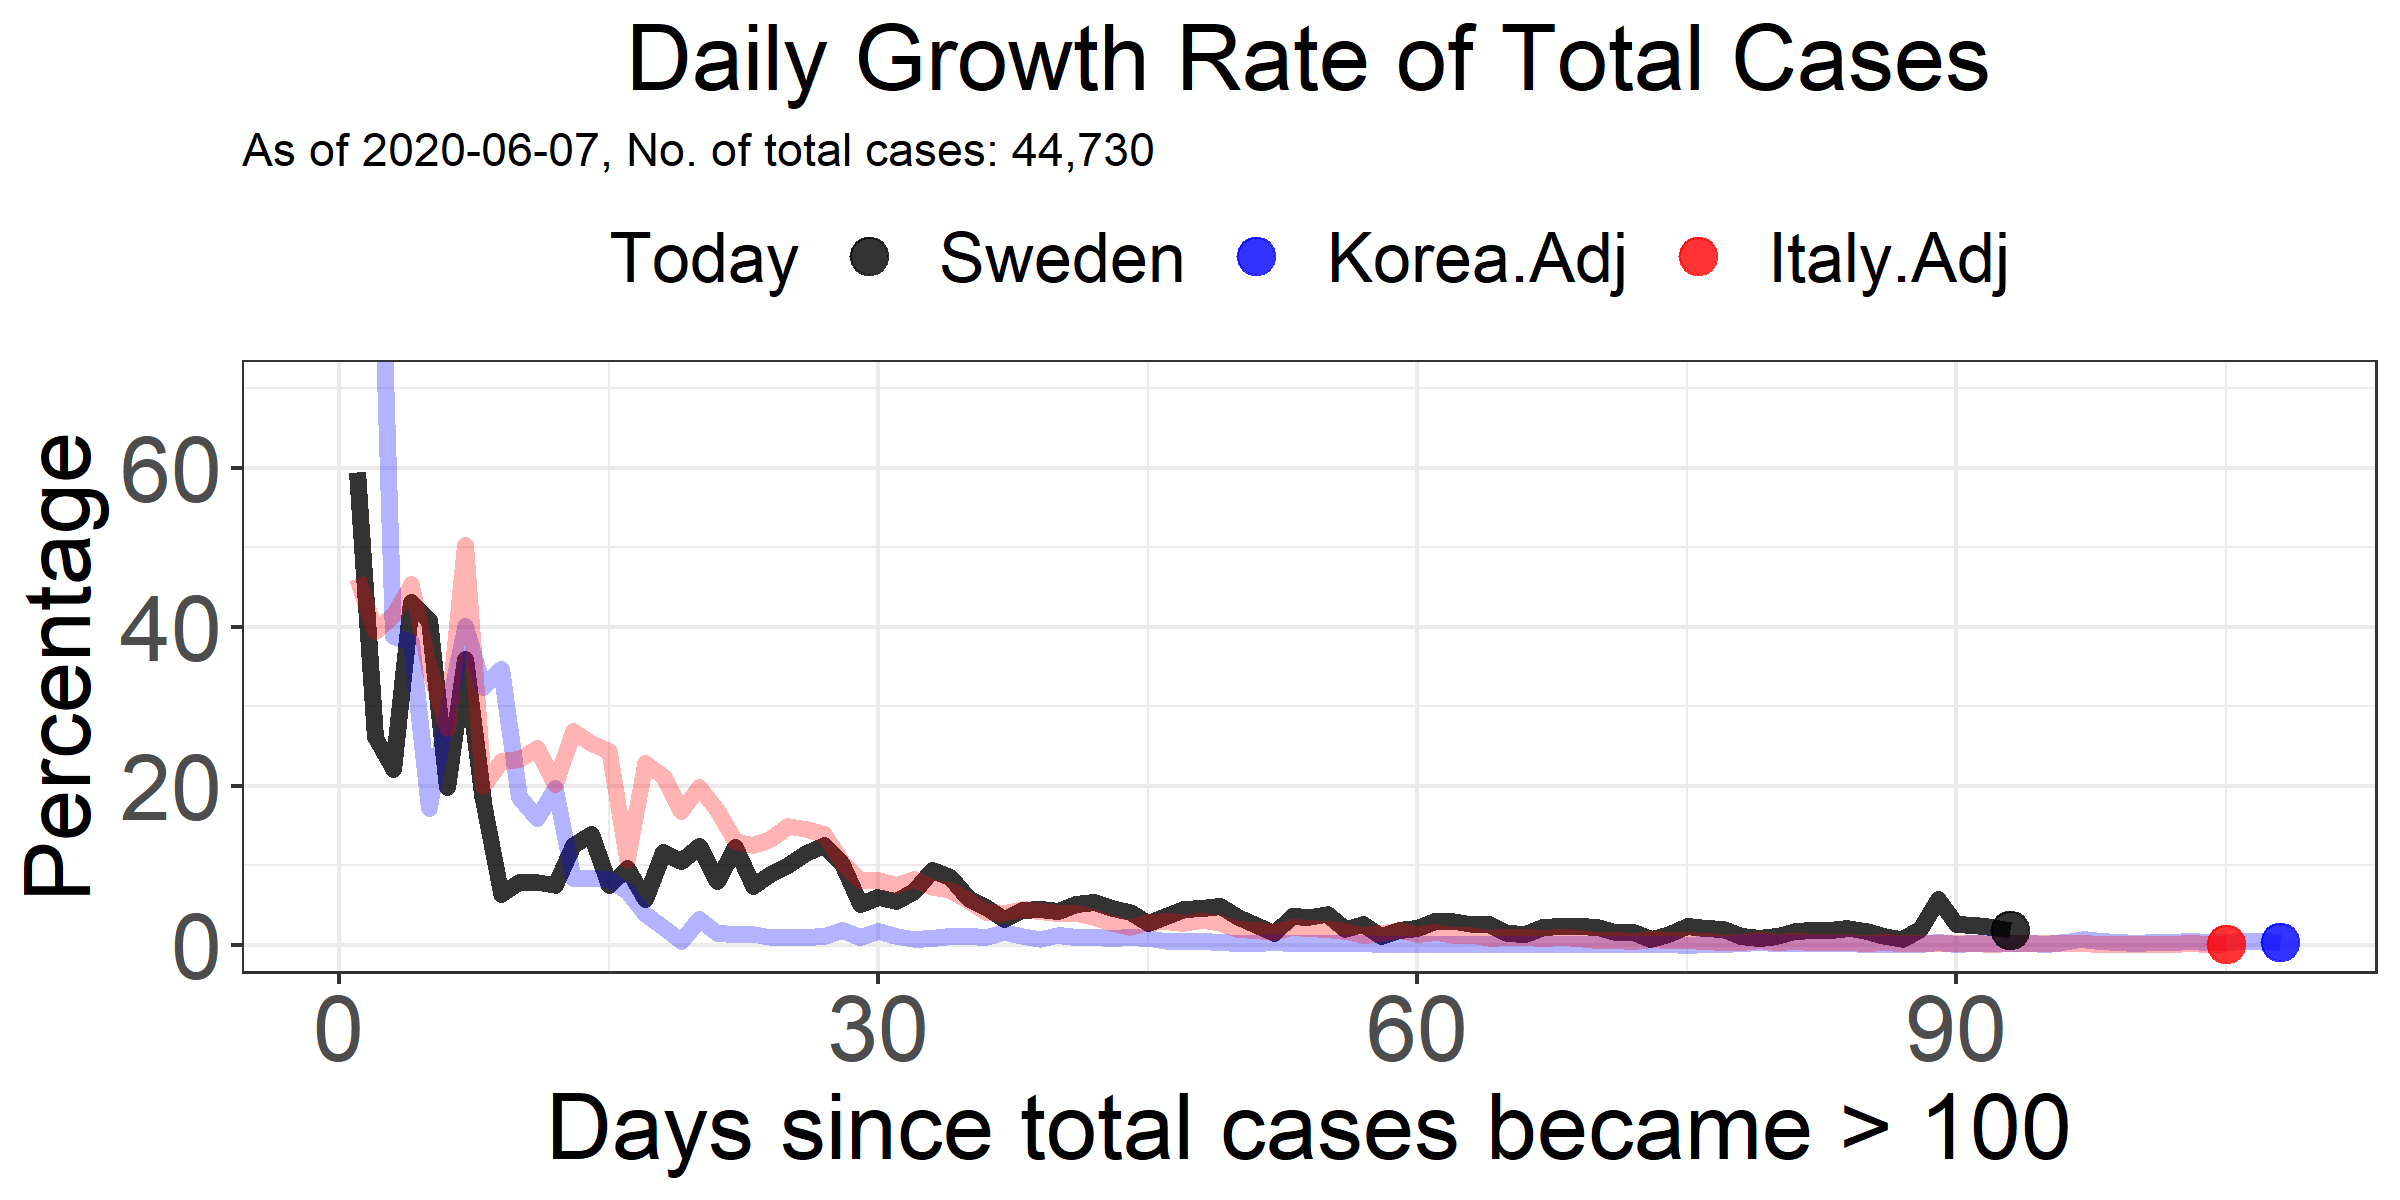 Daily Growth Rate of Total Cases
As of 2020-06-07, No. of total cases: 44,730
Today Sweden Korea.Adj Italy.Adj
Percentage
60
40
20
0
0 30 60 90
Days since total cases became > 100